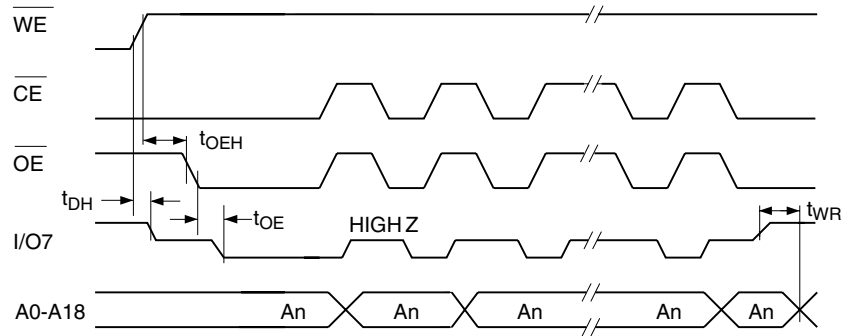 WE
CE
tOEH
OE
tDH
tOE
HIGH Z
tWR
I/O7
A0-A18
An An An An An